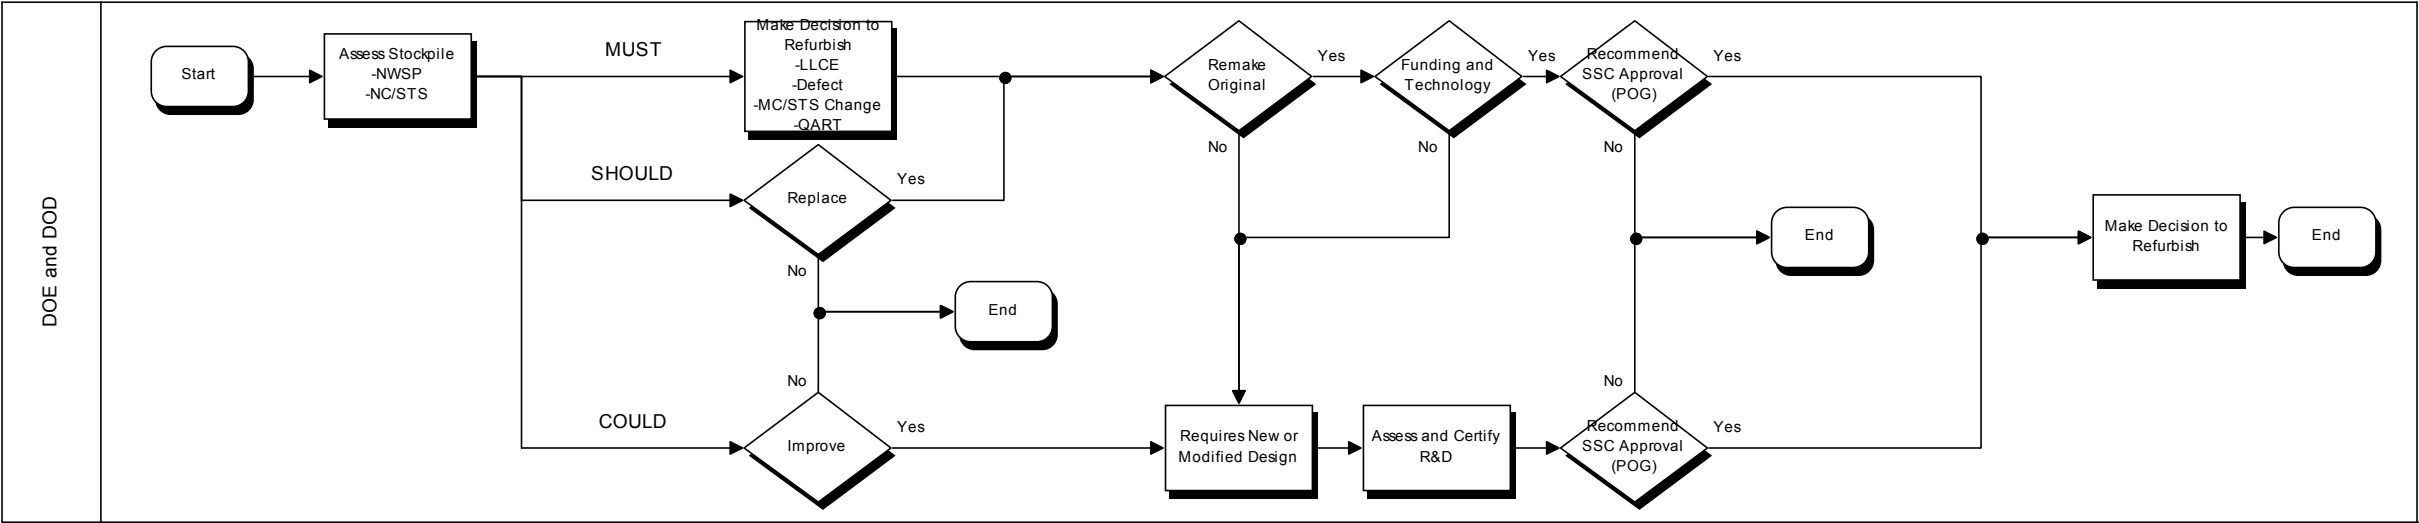 DOE and DOD
Start
Assess Stockpile
-NWSP
-NC/STS
MUST
SHOULD
COULD
Make Decision to
Refurbish
-LLCE
-Defect
-MC/STS Change
-QART
Replace
Yes
No
End
No
Improve
Yes
Remake
Original
Yes
No
Funding and
Technology
Yes
No
Recommend
SSC Approval
(POG)
Yes
No
End
Requires New or
Modified Design
Assess and Certify
R&D
No
Recommend
SSC Approval
(POG)
Yes
Make Decision to
Refurbish
End